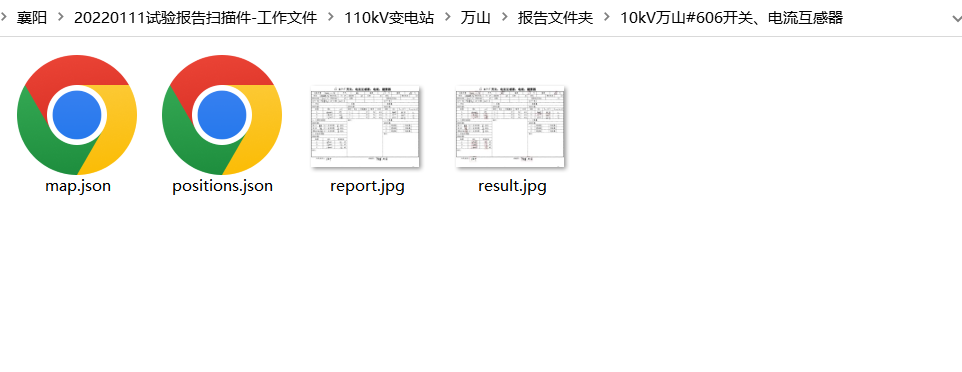 襄阳 > 20220111试验报告扫描件-工作文件 > 110kV变电站 > 万山 > 报告文件夹 > 10kV万山#606开关、电流互感器
map.json positions.json report.jpg result.jpg